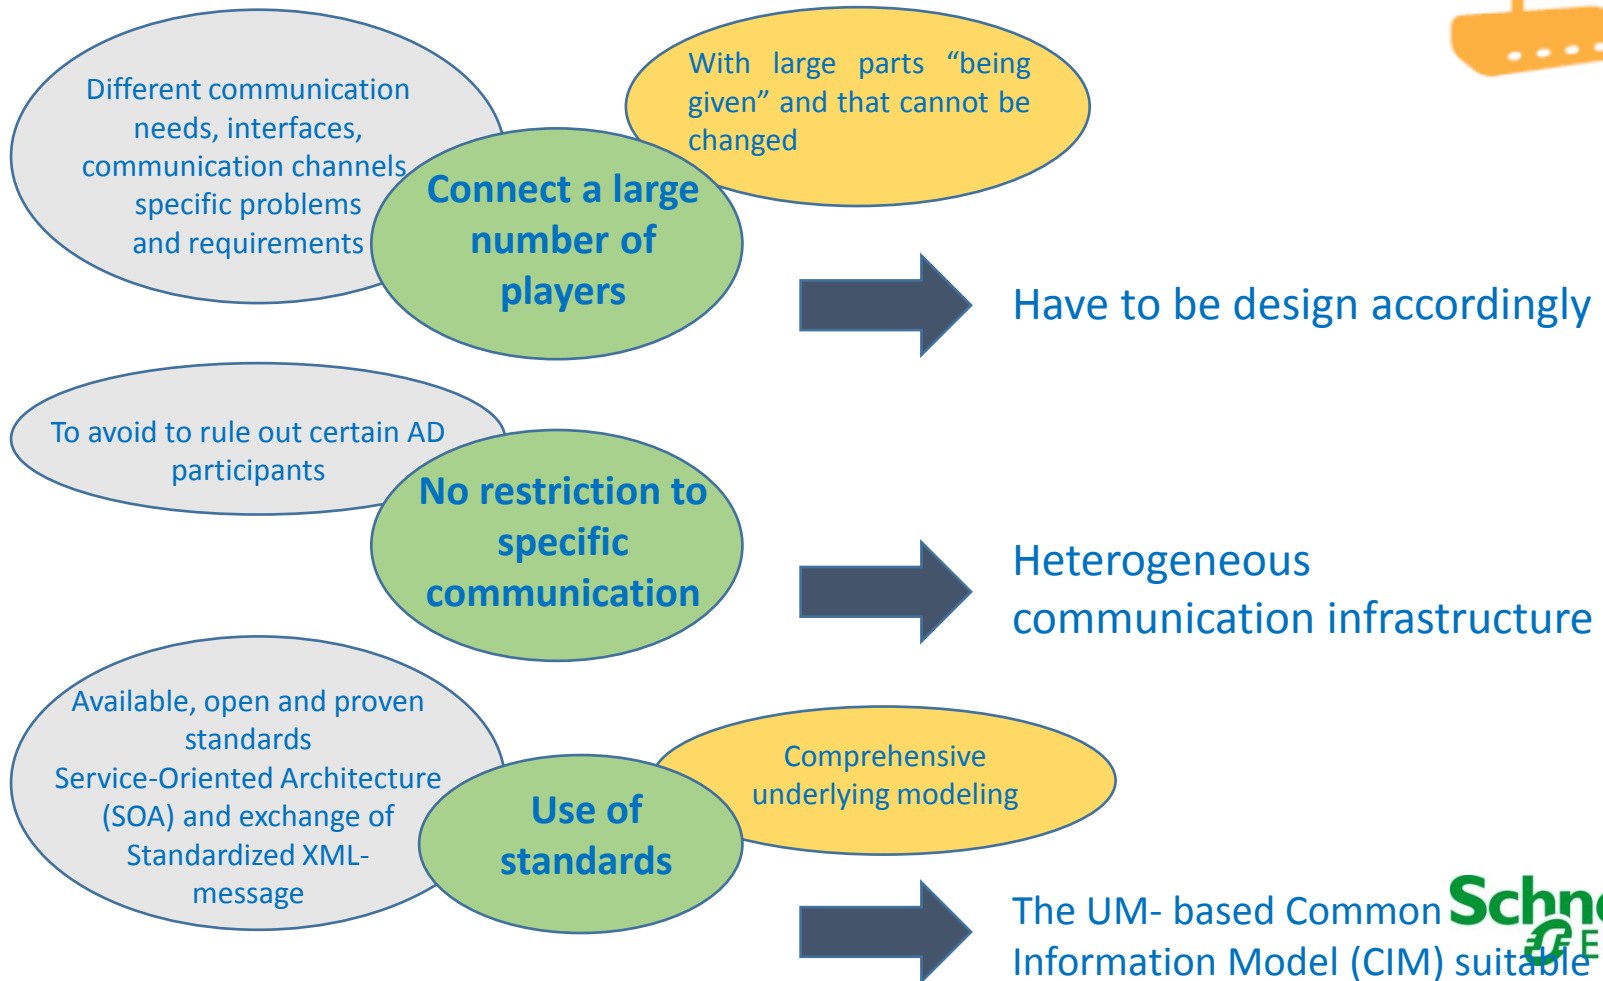 Different communication
needs, interfaces,
communication channels
specific problems
and requirements
With large parts “being
given” and that cannot be
changed
Connect a large
number of
players
Have to be design accordingly
To avoid to rule out certain AD
participants
No restriction to
specific
communication
Heterogeneous
communication infrastructure
Available, open and proven
standards
Service-Oriented Architecture
(SOA) and exchange of
Standardized XML-
message
Comprehensive
underlying modeling
Use of
standards
The UM- based Common
Information Model (CIM) suitable